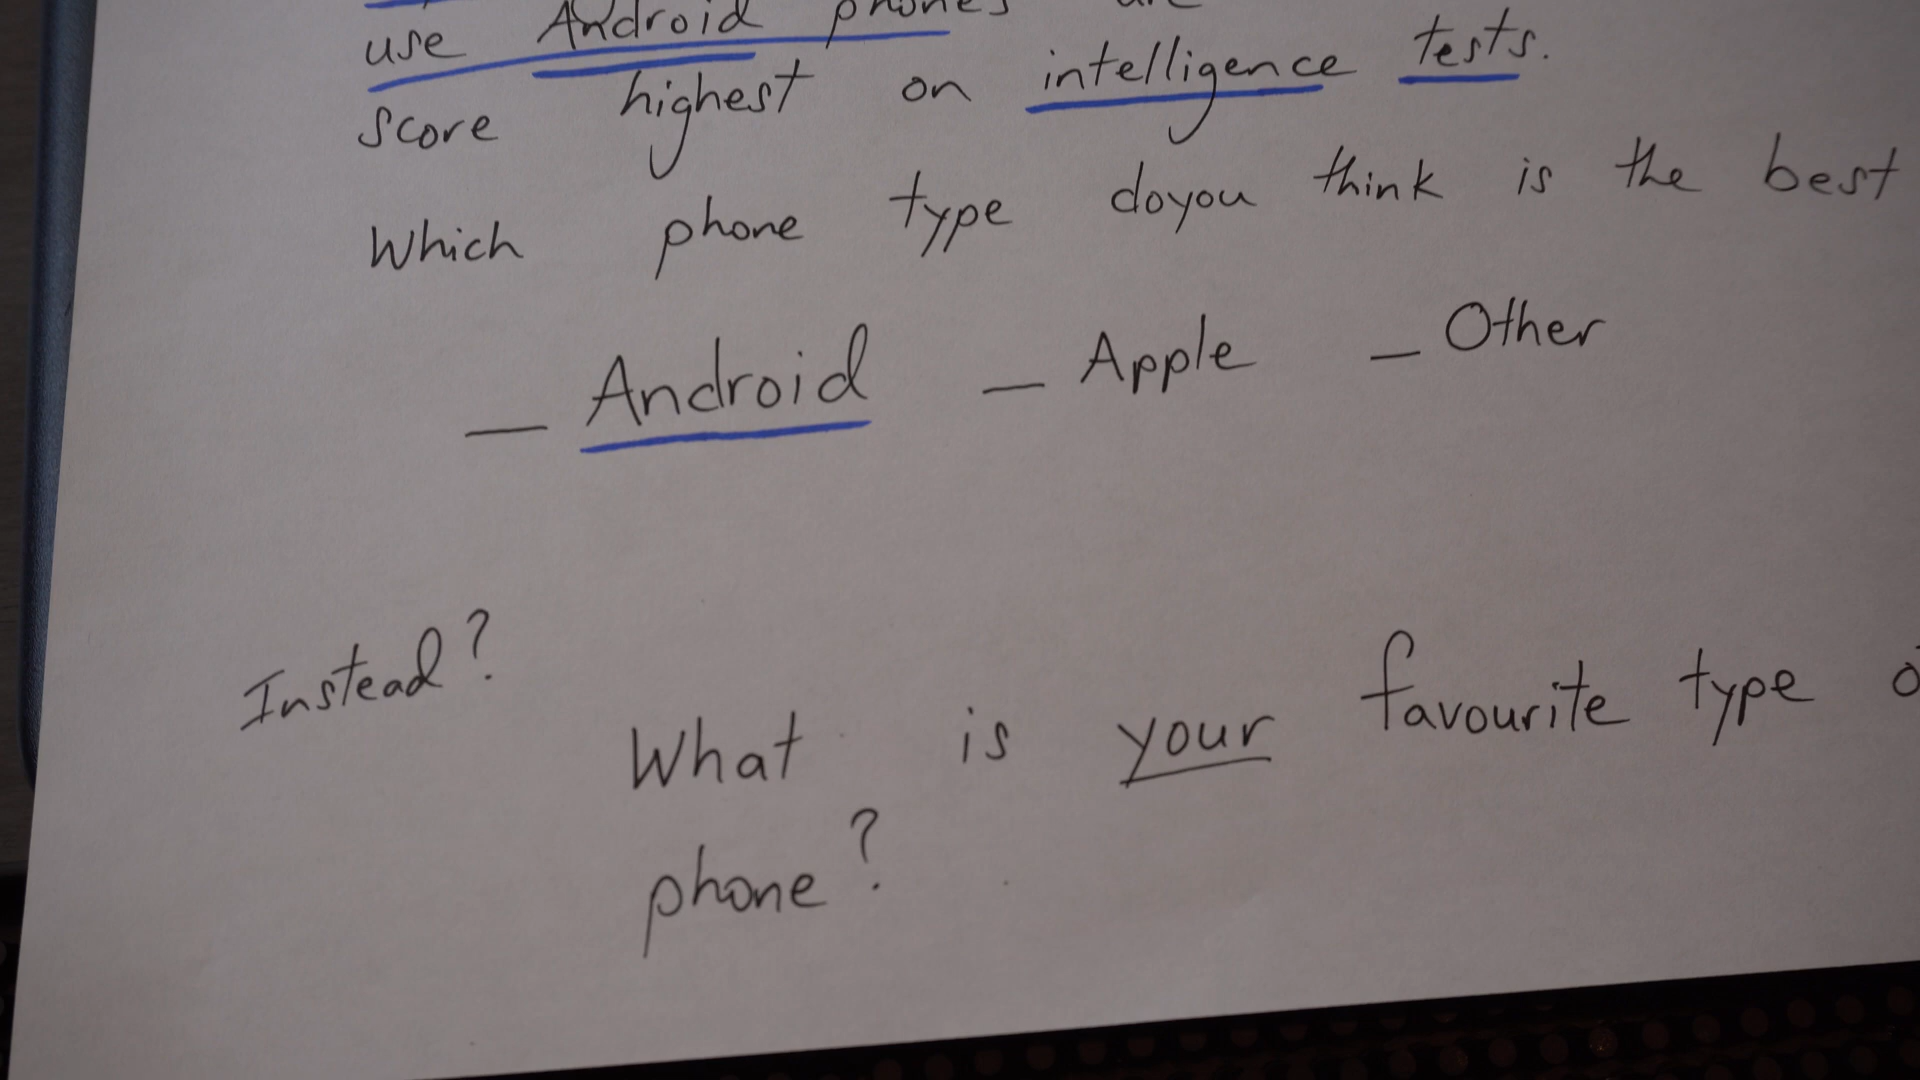 use Android phones
score highest on intelligence tests.
Which phone type doyou think is the best
_ Android _ Apple _ Other
Instead?
What is your favourite type
phone?